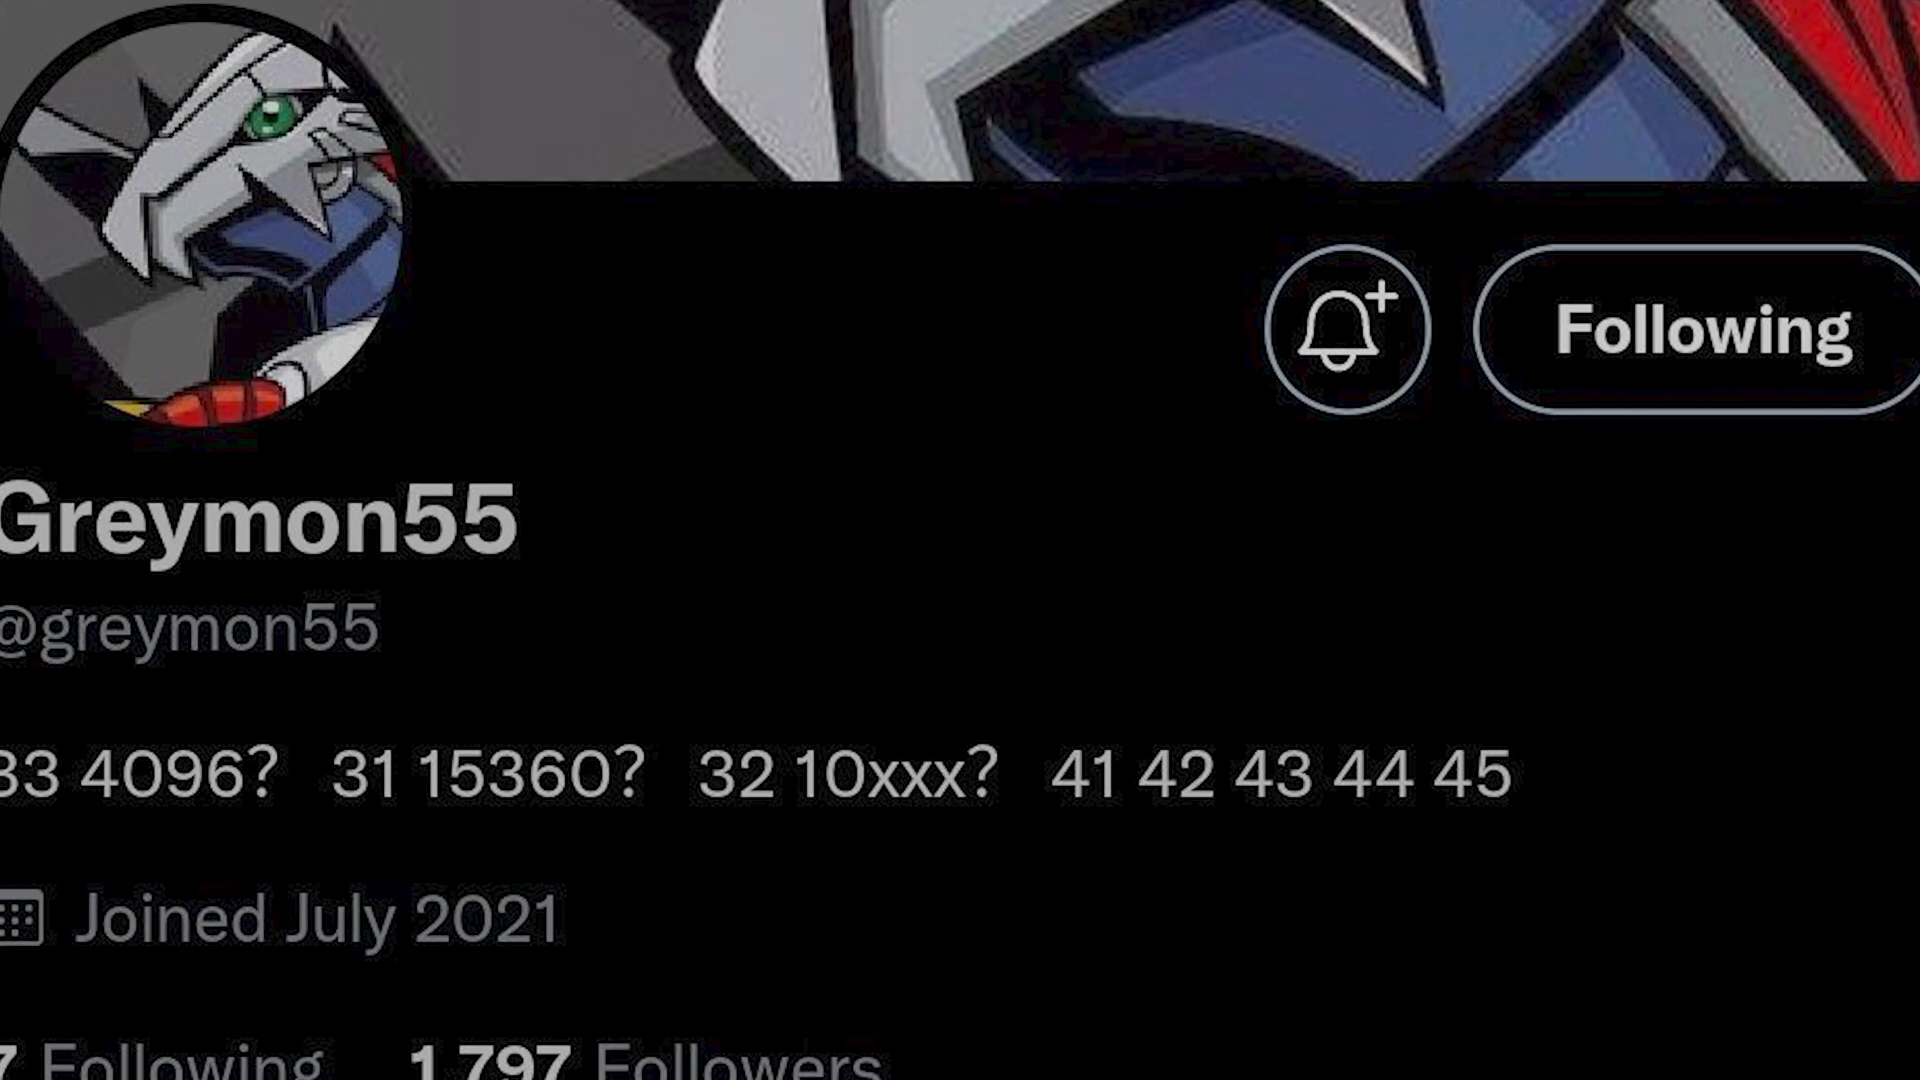 Following
Greymon55
@greymon55
33 4096? 31 15360? 32 10xxx? 41 42 43 44 45
Joined July 2021
7 Following 1,797 Followers